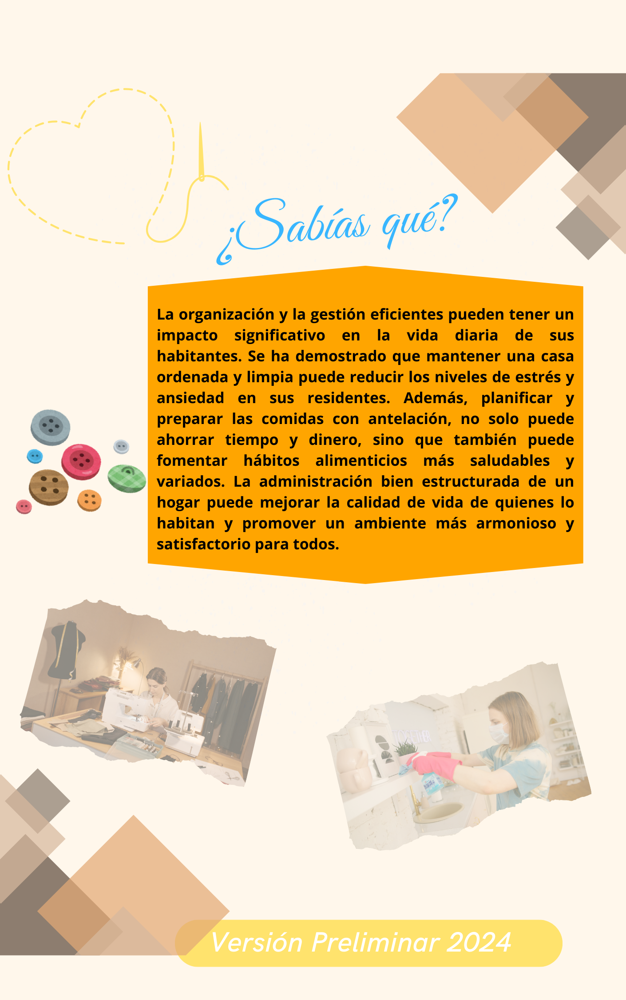 ¿Sabías qué?
La organización y la gestión eficientes pueden tener un
impacto significativo en la vida diaria de sus
habitantes. Se ha demostrado que mantener una casa
ordenada y limpia puede reducir los niveles de estrés y
ansiedad en sus residentes. Además, planificar y
preparar las comidas con antelación, no solo puede
ahorrar tiempo y dinero, sino que también puede
fomentar hábitos alimenticios más saludables y
variados. La administración bien estructurada de un
hogar puede mejorar la calidad de vida de quienes lo
habitan y promover un ambiente más armonioso y
satisfactorio para todos.
TOGETHER
Versión Preliminar 2024